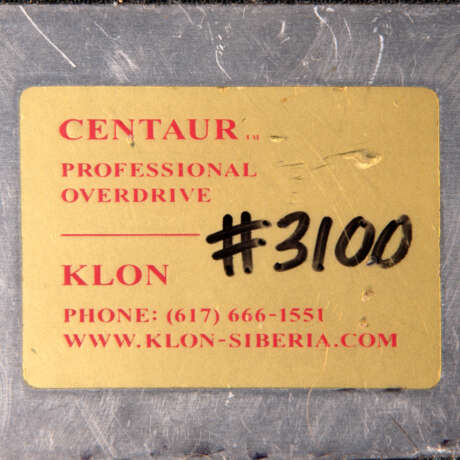 CENTAUR TM
PROFESSIONAL
OVERDRIVE
#3100
KLON
PHONE: (617) 666-1551
WWW.KLON-SIBERIA.COM